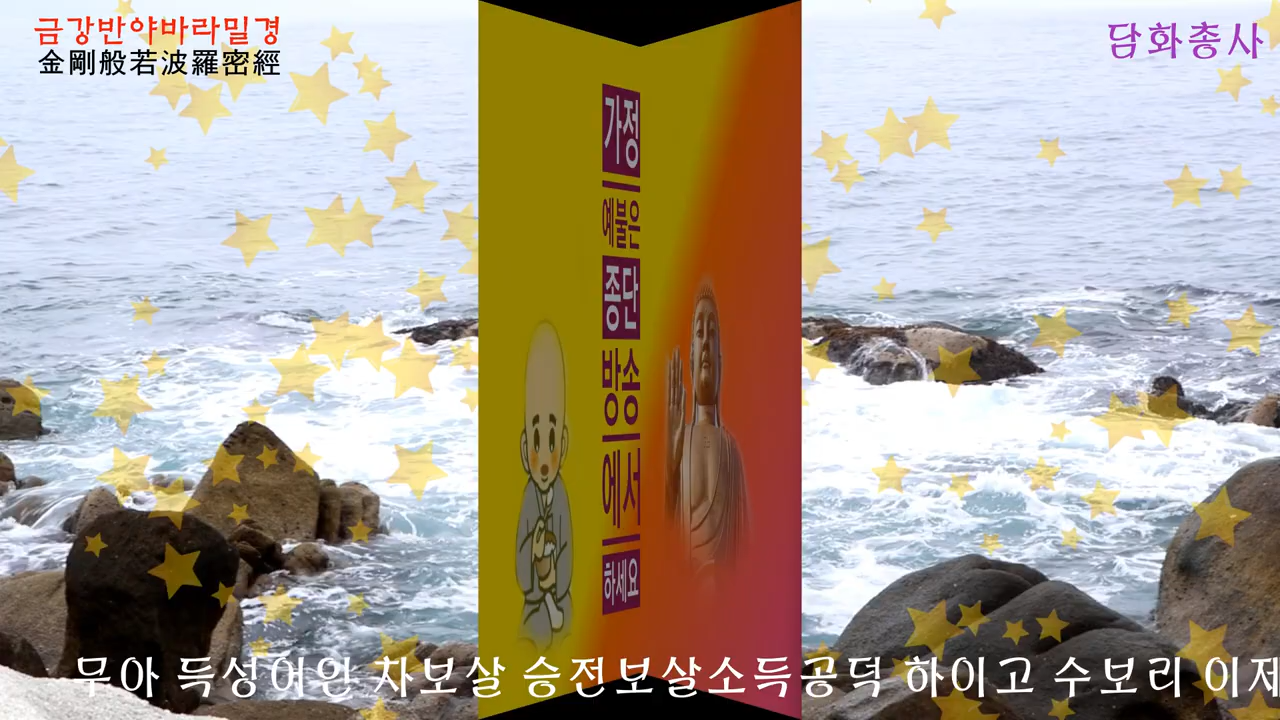 금강반야바라밀경
金剛般若波羅密經
담화총사
가정
예불은
종단
방송
에서
하세요
무아 득성어인 차보살 승전보살소득공덕 하이고 수보리 이제